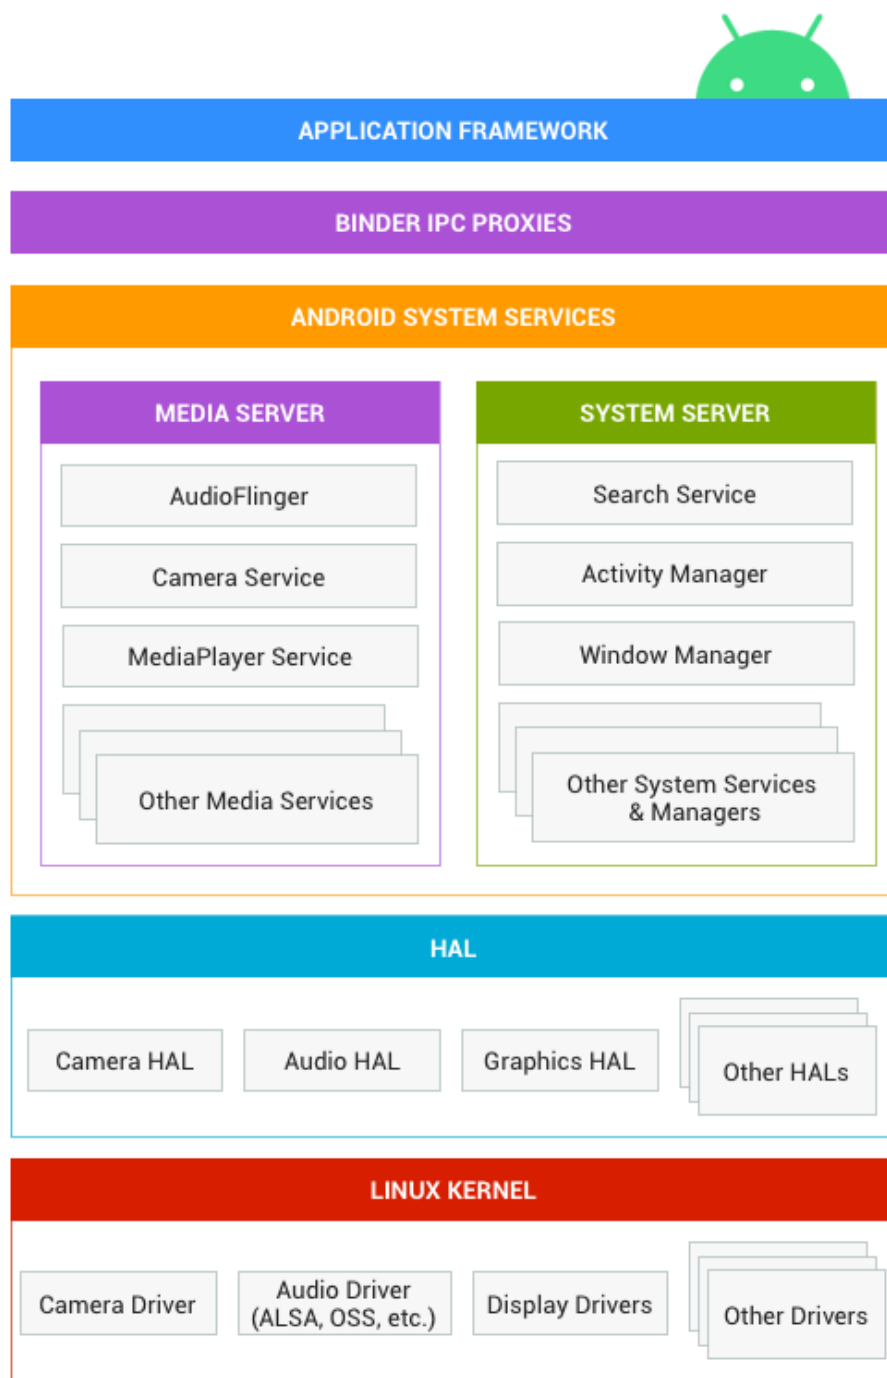 APPLICATION FRAMEWORK
BINDER IPC PROXIES
ANDROID SYSTEM SERVICES
MEDIA SERVER
AudioFlinger
Camera Service
MediaPlayer Service
Other Media Services
SYSTEM SERVER
Search Service
Activity Manager
Window Manager
Other System Services
& Managers
HAL
Camera HAL
Audio HAL
Graphics HAL
Other HALs
LINUX KERNEL
Camera Driver
Audio Driver
(ALSA, OSS, etc.)
Display Drivers
Other Drivers